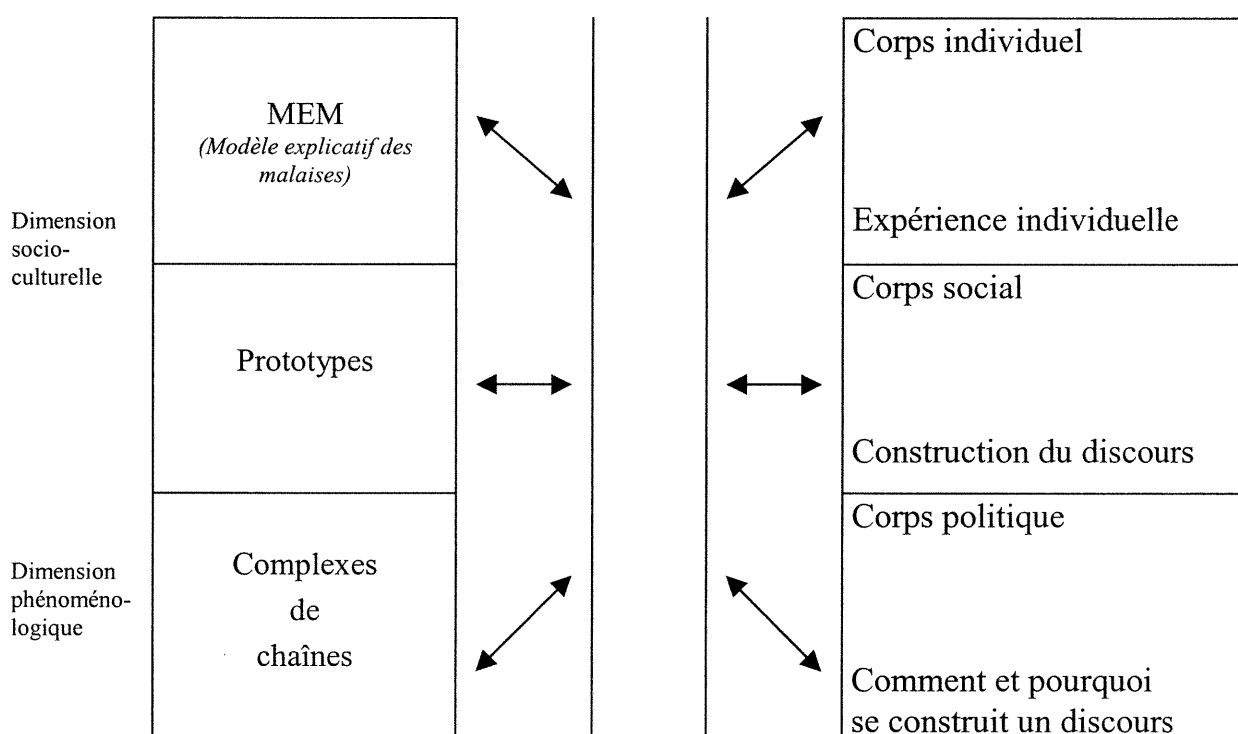 Dimension
socio-
culturelle
Dimension
phénoméno-
logique
MEM
(Modèle explicatif des
malaises)
Prototypes
Complexes
de
chaînes
Corps individuel
Expérience individuelle
Corps social
Construction du discours
Corps politique
Comment et pourquoi
se construit un discours